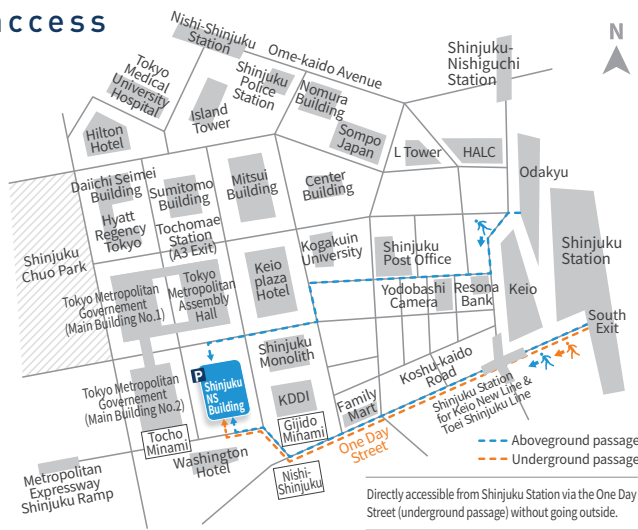 access
N
Nishi-Shinjuku
Station
Ome-kaido Avenue
Shinjuku-
Nishiguchi
Station
Tokyo
Medical
University
Hospital
Shinjuku
Police
Station
Island
Tower
Nomura
Building
Sompo
Japan
Hilton
Hotel
L Tower
HALC
Daiichi Seimei
Building
Sumitomo
Building
Mitsui
Building
Center
Building
Odakyu
Hyatt
Regency
Tokyo
Tochomae
Station
(A3 Exit)
Shinjuku
Chuo Park
Kogakuin
University
Shinjuku
Post Office
Shinjuku
Station
Tokyo Metropolitan
Governement
(Main Building No.1)
Tokyo
Metropolitan
Assembly
Hall
Keio
plaza
Hotel
Yodobashi
Camera
Resona
Bank
Keio
South
Exit
Shinjuku
Monolith
P
Shinjuku
NS
Building
Tokyo Metropolitan
Governement
(Main Building No.2)
KDDI
Family
Mart
Koshu-kaido
Road
Shinjuku Station
for Keio New Line &
Toei Shinjuku Line
Tocho
Minami
Gijido
Minami
One Day
Street
Washington
Hotel
Nishi-
Shinjuku
Metropolitan
Expressway
Shinjuku Ramp
Aboveground passage
Underground passage
Directly accessible from Shinjuku Station via the One Day
Street (underground passage) without going outside.